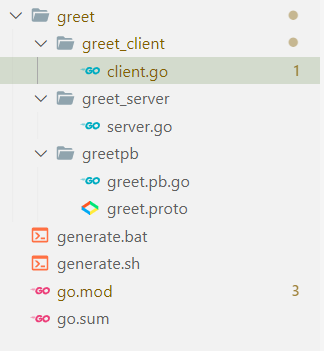 greet
greet_client
GO client.go 1
greet_server
GO server.go
greetpb
GO greet.pb.go
greet.proto
generate.bat
generate.sh
GO go.mod 3
GO go.sum